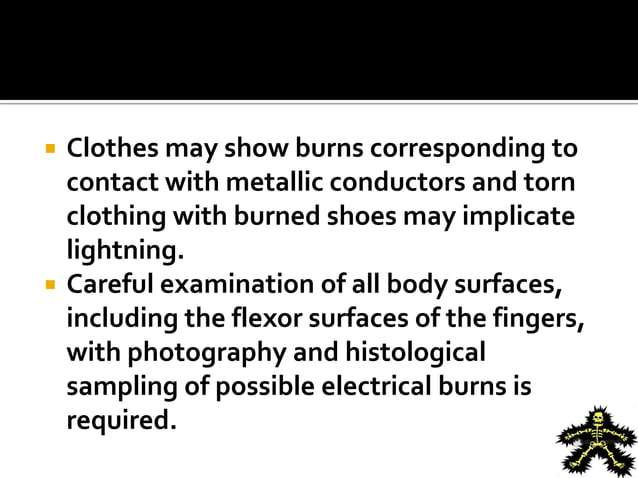 Clothes may show burns corresponding to
contact with metallic conductors and torn
clothing with burned shoes may implicate
lightning.
Careful examination of all body surfaces,
including the flexor surfaces of the fingers,
with photography and histological
sampling of possible electrical burns is
required.